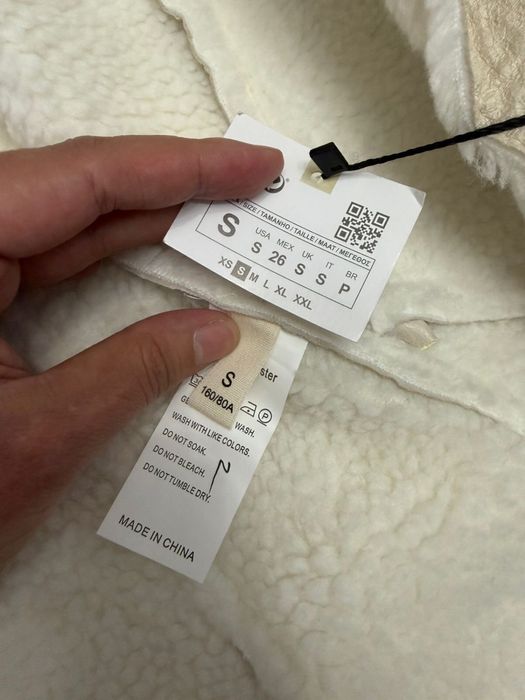 /SIZE/TAMANHO/TAILLE/MAAT/ΜΕΓΕΘΟΣ
S
USA MEX UK IT BR
S 26 S S P
XS S M L XL XXL
S
160/80A
ster
WASH.
WASH WITH LIKE COLORS.
DO NOT SOAK.
DO NOT BLEACH.
DO NOT TUMBLE DRY.
2
MADE IN CHINA